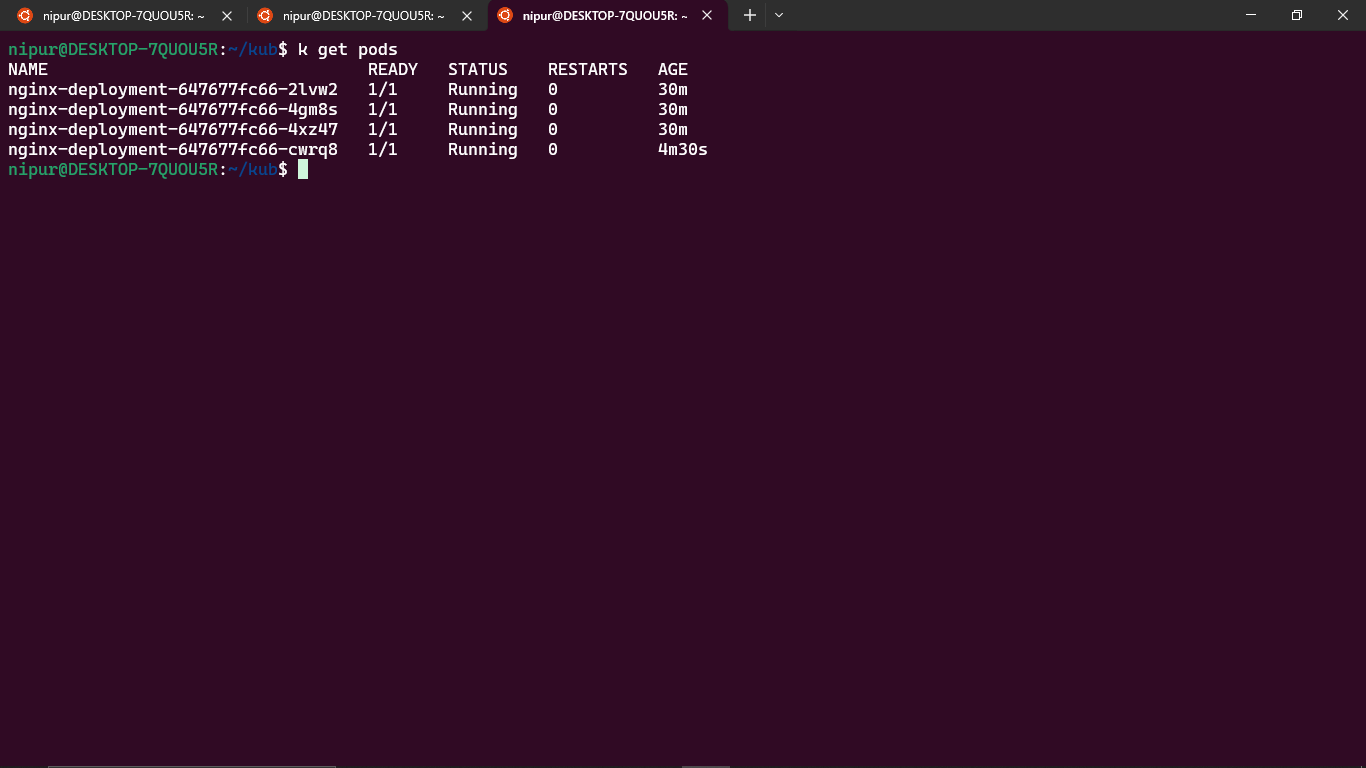 nipur@DESKTOP-7QUOU5R: ~
nipur@DESKTOP-7QUOU5R: ~
nipur@DESKTOP-7QUOU5R: ~
nipur@DESKTOP-7QUOU5R:~/kub$ k get pods
NAME READY STATUS RESTARTS AGE
nginx-deployment-647677fc66-2lvw2 1/1 Running 0 30m
nginx-deployment-647677fc66-4gm8s 1/1 Running 0 30m
nginx-deployment-647677fc66-4xz47 1/1 Running 0 30m
nginx-deployment-647677fc66-cwrq8 1/1 Running 0 4m30s
nipur@DESKTOP-7QUOU5R:~/kub$